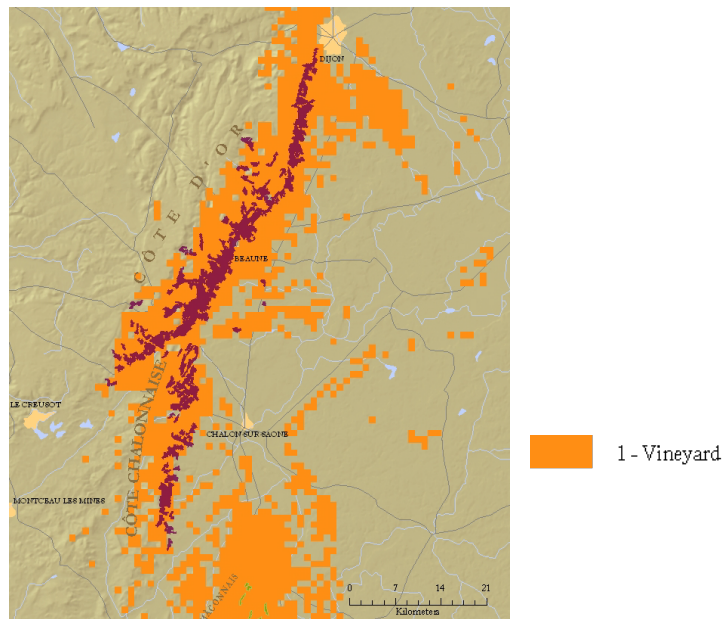 DIJON
CÔTE D'OR
BEAUNE
CÔTE CHALONNAISE
LE CREUSOT
CHALON SUR SAONE
1 - Vineyard
MONTCEAU LES MINES
0 7 14 21
Kilometers